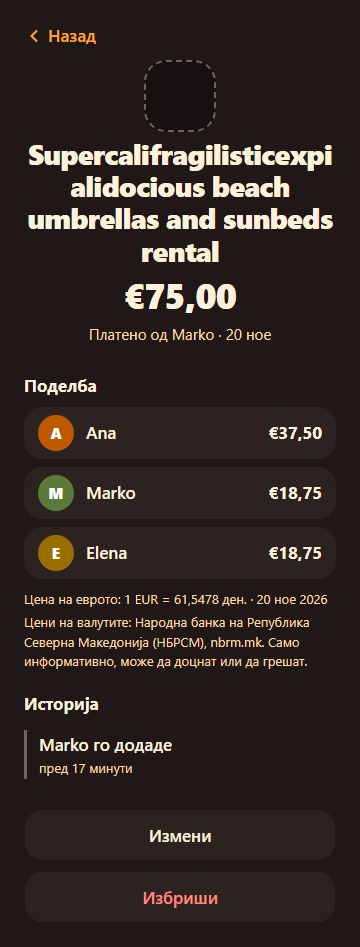 Назад
Supercalifragilisticexpi
alidocious beach
umbrellas and sunbeds
rental
€75,00
Платено од Marko · 20 ное
Поделба
A Ana €37,50
M Marko €18,75
E Elena €18,75
Цена на еврото: 1 EUR = 61,5478 ден. · 20 ное 2026
Цени на валутите: Народна банка на Република
Северна Македонија (НБРСМ), nbrm.mk. Само
информативно, може да доцнат или да грешат.
Историја
Marko го додаде
пред 17 минути
Измени
Избриши